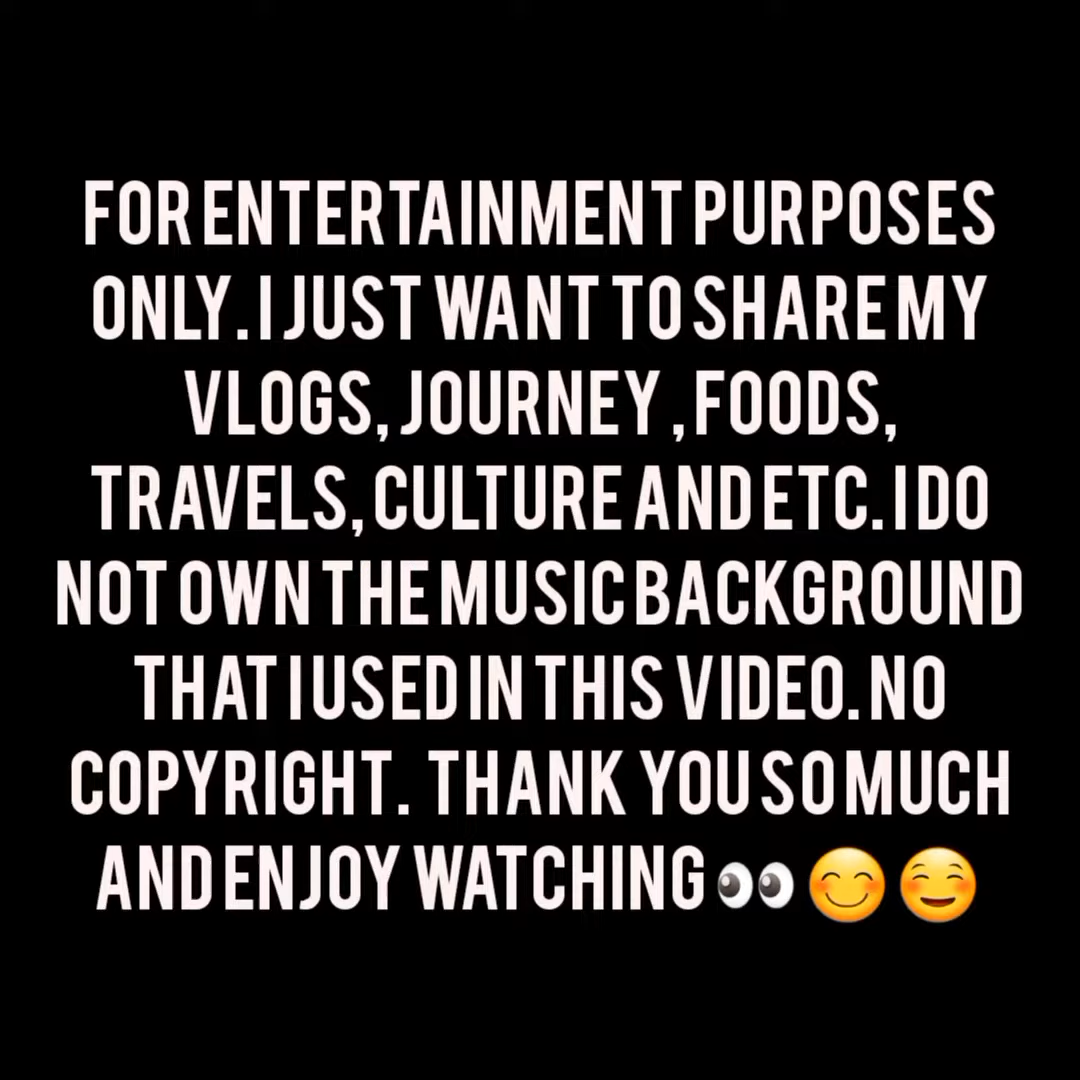 FOR ENTERTAINMENT PURPOSES
ONLY. I JUST WANT TO SHARE MY
VLOGS, JOURNEY , FOODS,
TRAVELS, CULTURE AND ETC. I DO
NOT OWN THE MUSIC BACKGROUND
THAT I USED IN THIS VIDEO. NO
COPYRIGHT. THANK YOU SO MUCH
AND ENJOY WATCHING 👀 😊 ☺️